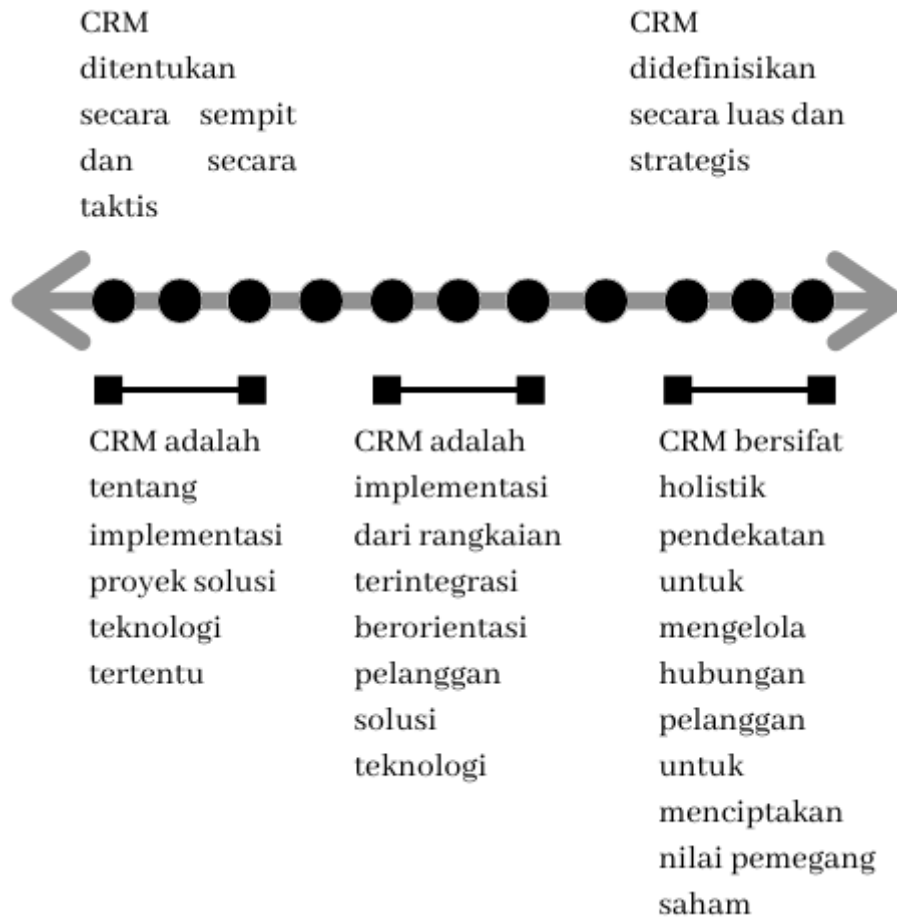 CRM
ditentukan
secara sempit
dan secara
taktis
CRM
didefinisikan
secara luas dan
strategis
CRM adalah
tentang
implementasi
proyek solusi
teknologi
tertentu
CRM adalah
implementasi
dari rangkaian
terintegrasi
berorientasi
pelanggan
solusi
teknologi
CRM bersifat
holistik
pendekatan
untuk
mengelola
hubungan
pelanggan
untuk
menciptakan
nilai pemegang
saham